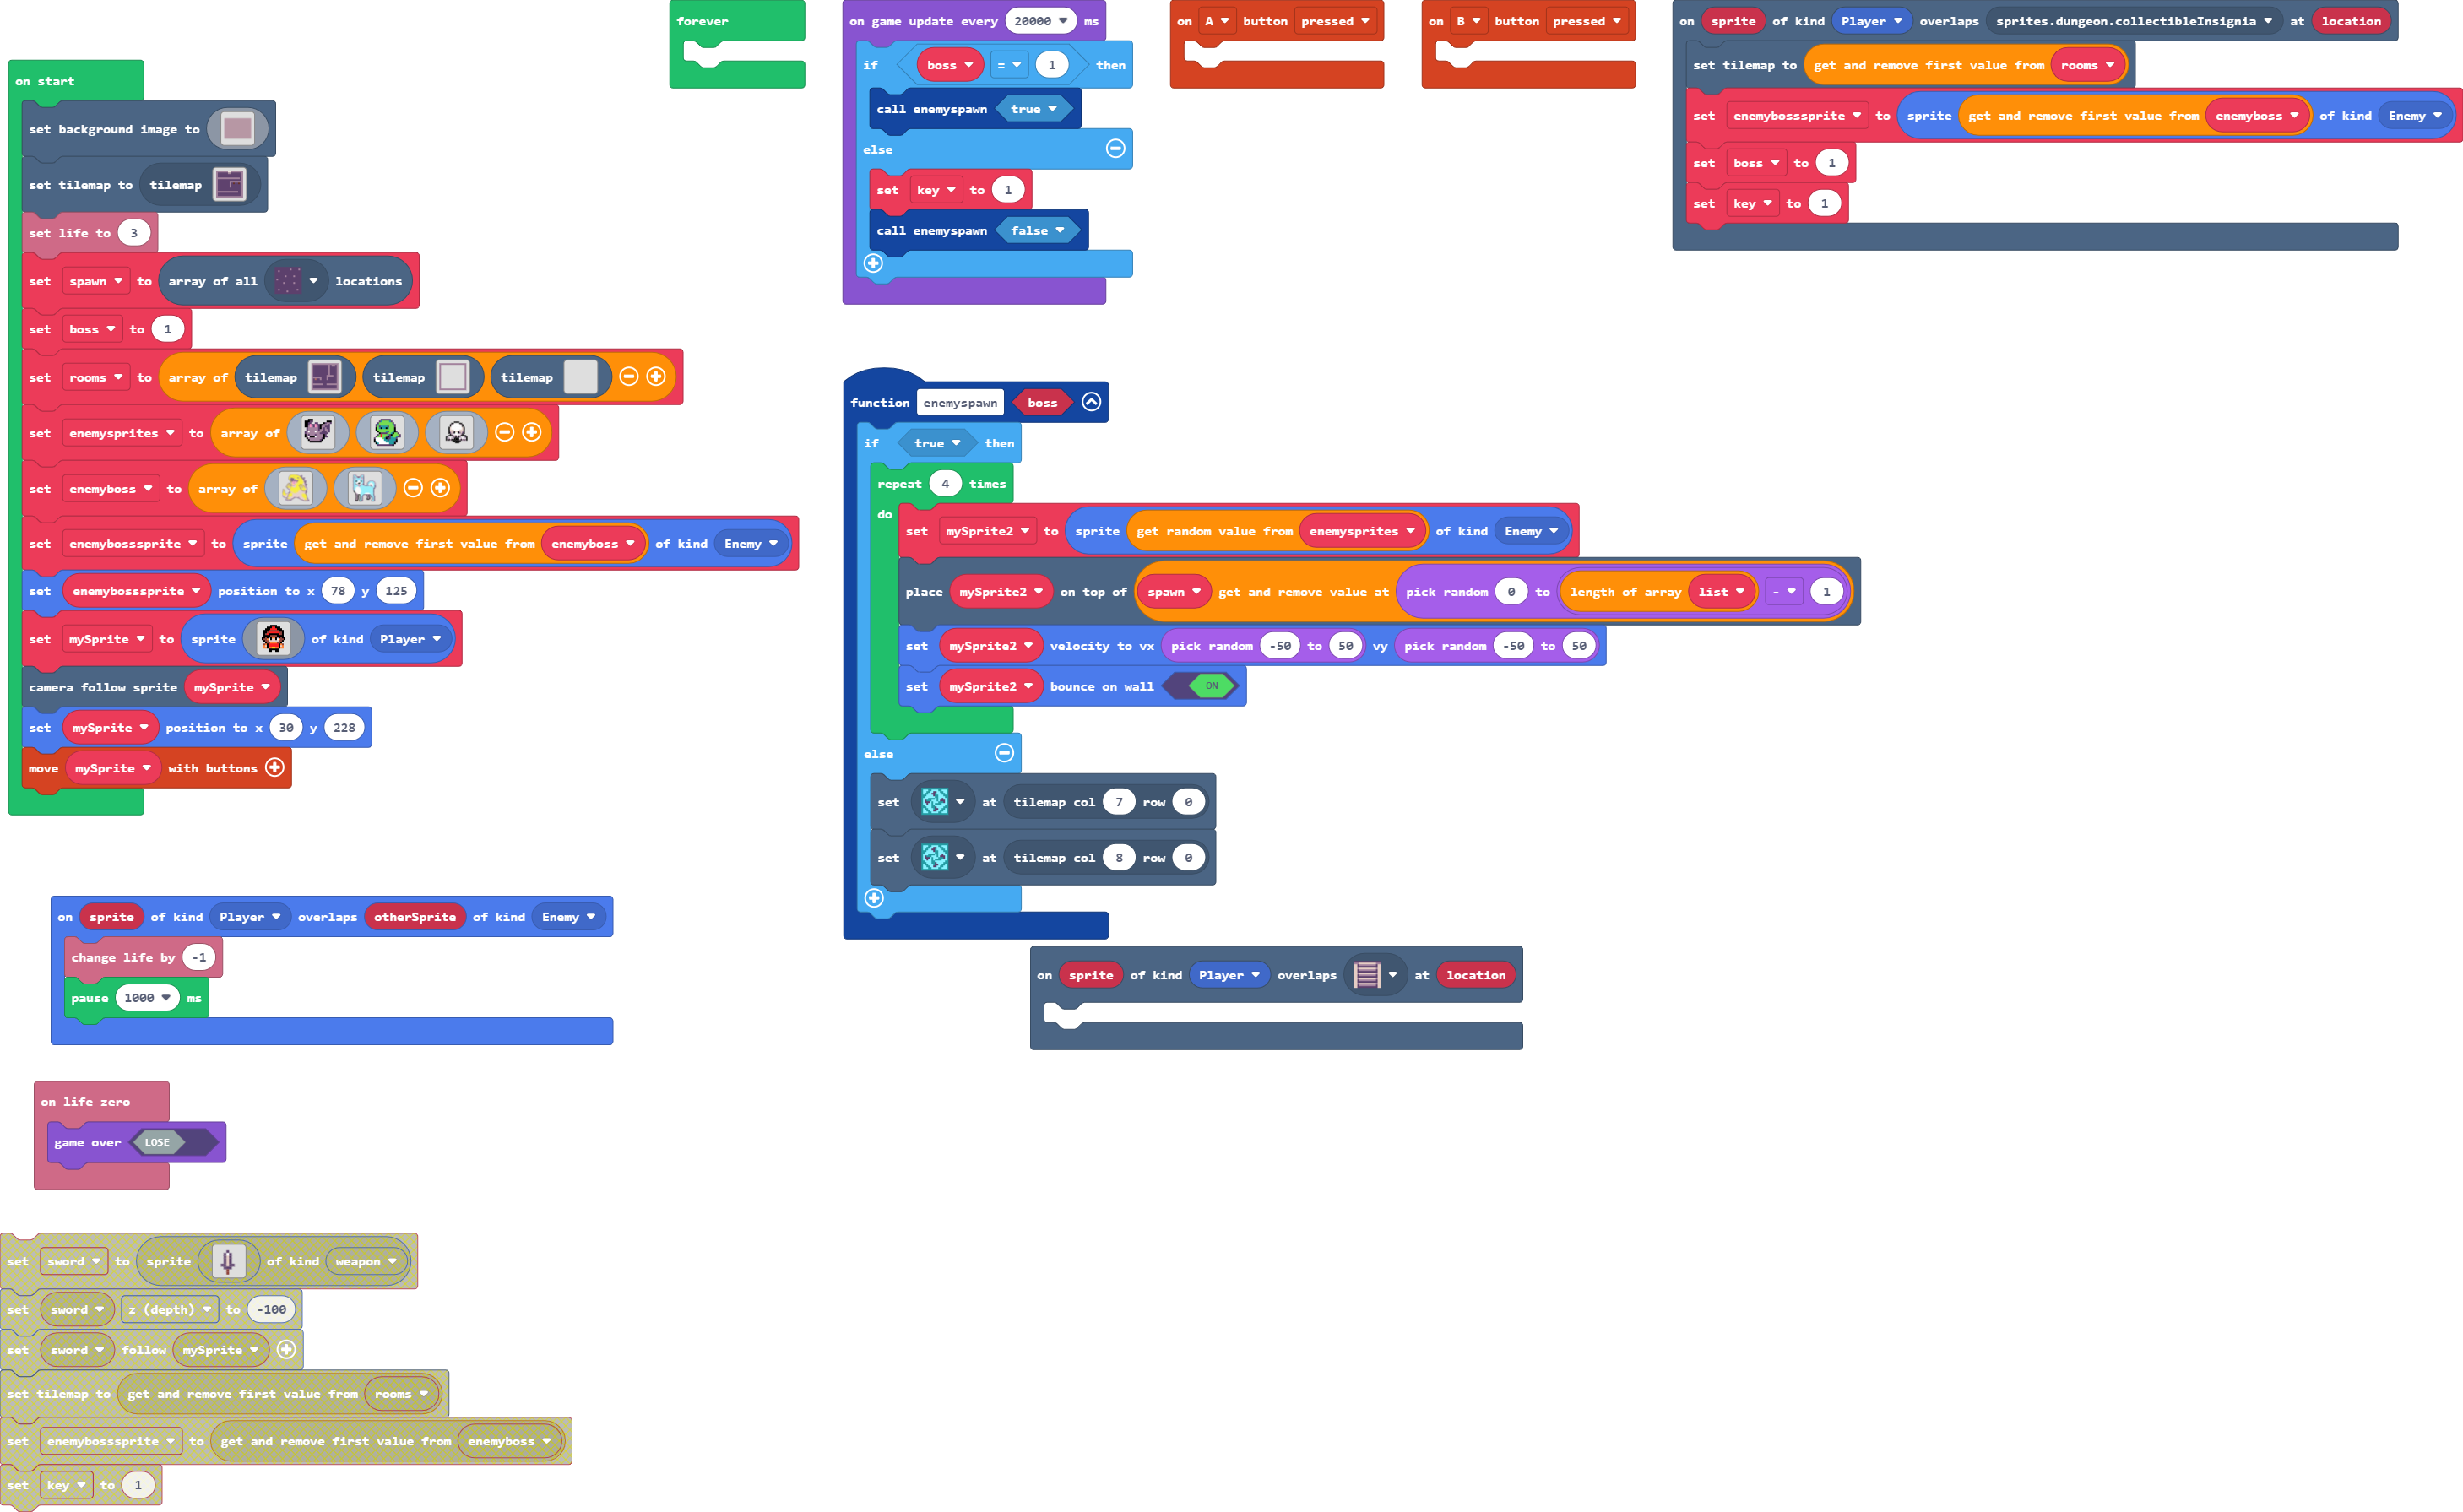 on start
set background image to
set tilemap to tilemap
set life to 3
set spawn to array of all locations
set boss to 1
set rooms to array of tilemap tilemap tilemap
set enemysprites to array of
set enemyboss to array of
set enemybosssprite to sprite get and remove first value from enemyboss of kind Enemy
set enemybosssprite position to x 78 y 125
set mySprite to sprite of kind Player
camera follow sprite mySprite
set mySprite position to x 30 y 228
move mySprite with buttons
forever
on game update every 20000 ms
if boss = 1 then
call enemyspawn true
else
set key to 1
call enemyspawn false
on A button pressed
on B button pressed
on sprite of kind Player overlaps sprites.dungeon.collectibleInsignia at location
set tilemap to get and remove first value from rooms
set enemybosssprite to sprite get and remove first value from enemyboss of kind Enemy
set boss to 1
set key to 1
function enemyspawn boss
if true then
repeat 4 times
do
set mySprite2 to sprite get random value from enemysprites of kind Enemy
place mySprite2 on top of spawn get and remove value at pick random 0 to length of array list - 1
set mySprite2 velocity to vx pick random -50 to 50 vy pick random -50 to 50
set mySprite2 bounce on wall ON
else
set at tilemap col 7 row 0
set at tilemap col 8 row 0
on sprite of kind Player overlaps otherSprite of kind Enemy
change life by -1
pause 1000 ms
on sprite of kind Player overlaps at location
on life zero
game over LOSE
set sword to sprite of kind weapon
set sword z (depth) to -100
set sword follow mySprite
set tilemap to get and remove first value from rooms
set enemybosssprite to get and remove first value from enemyboss
set key to 1